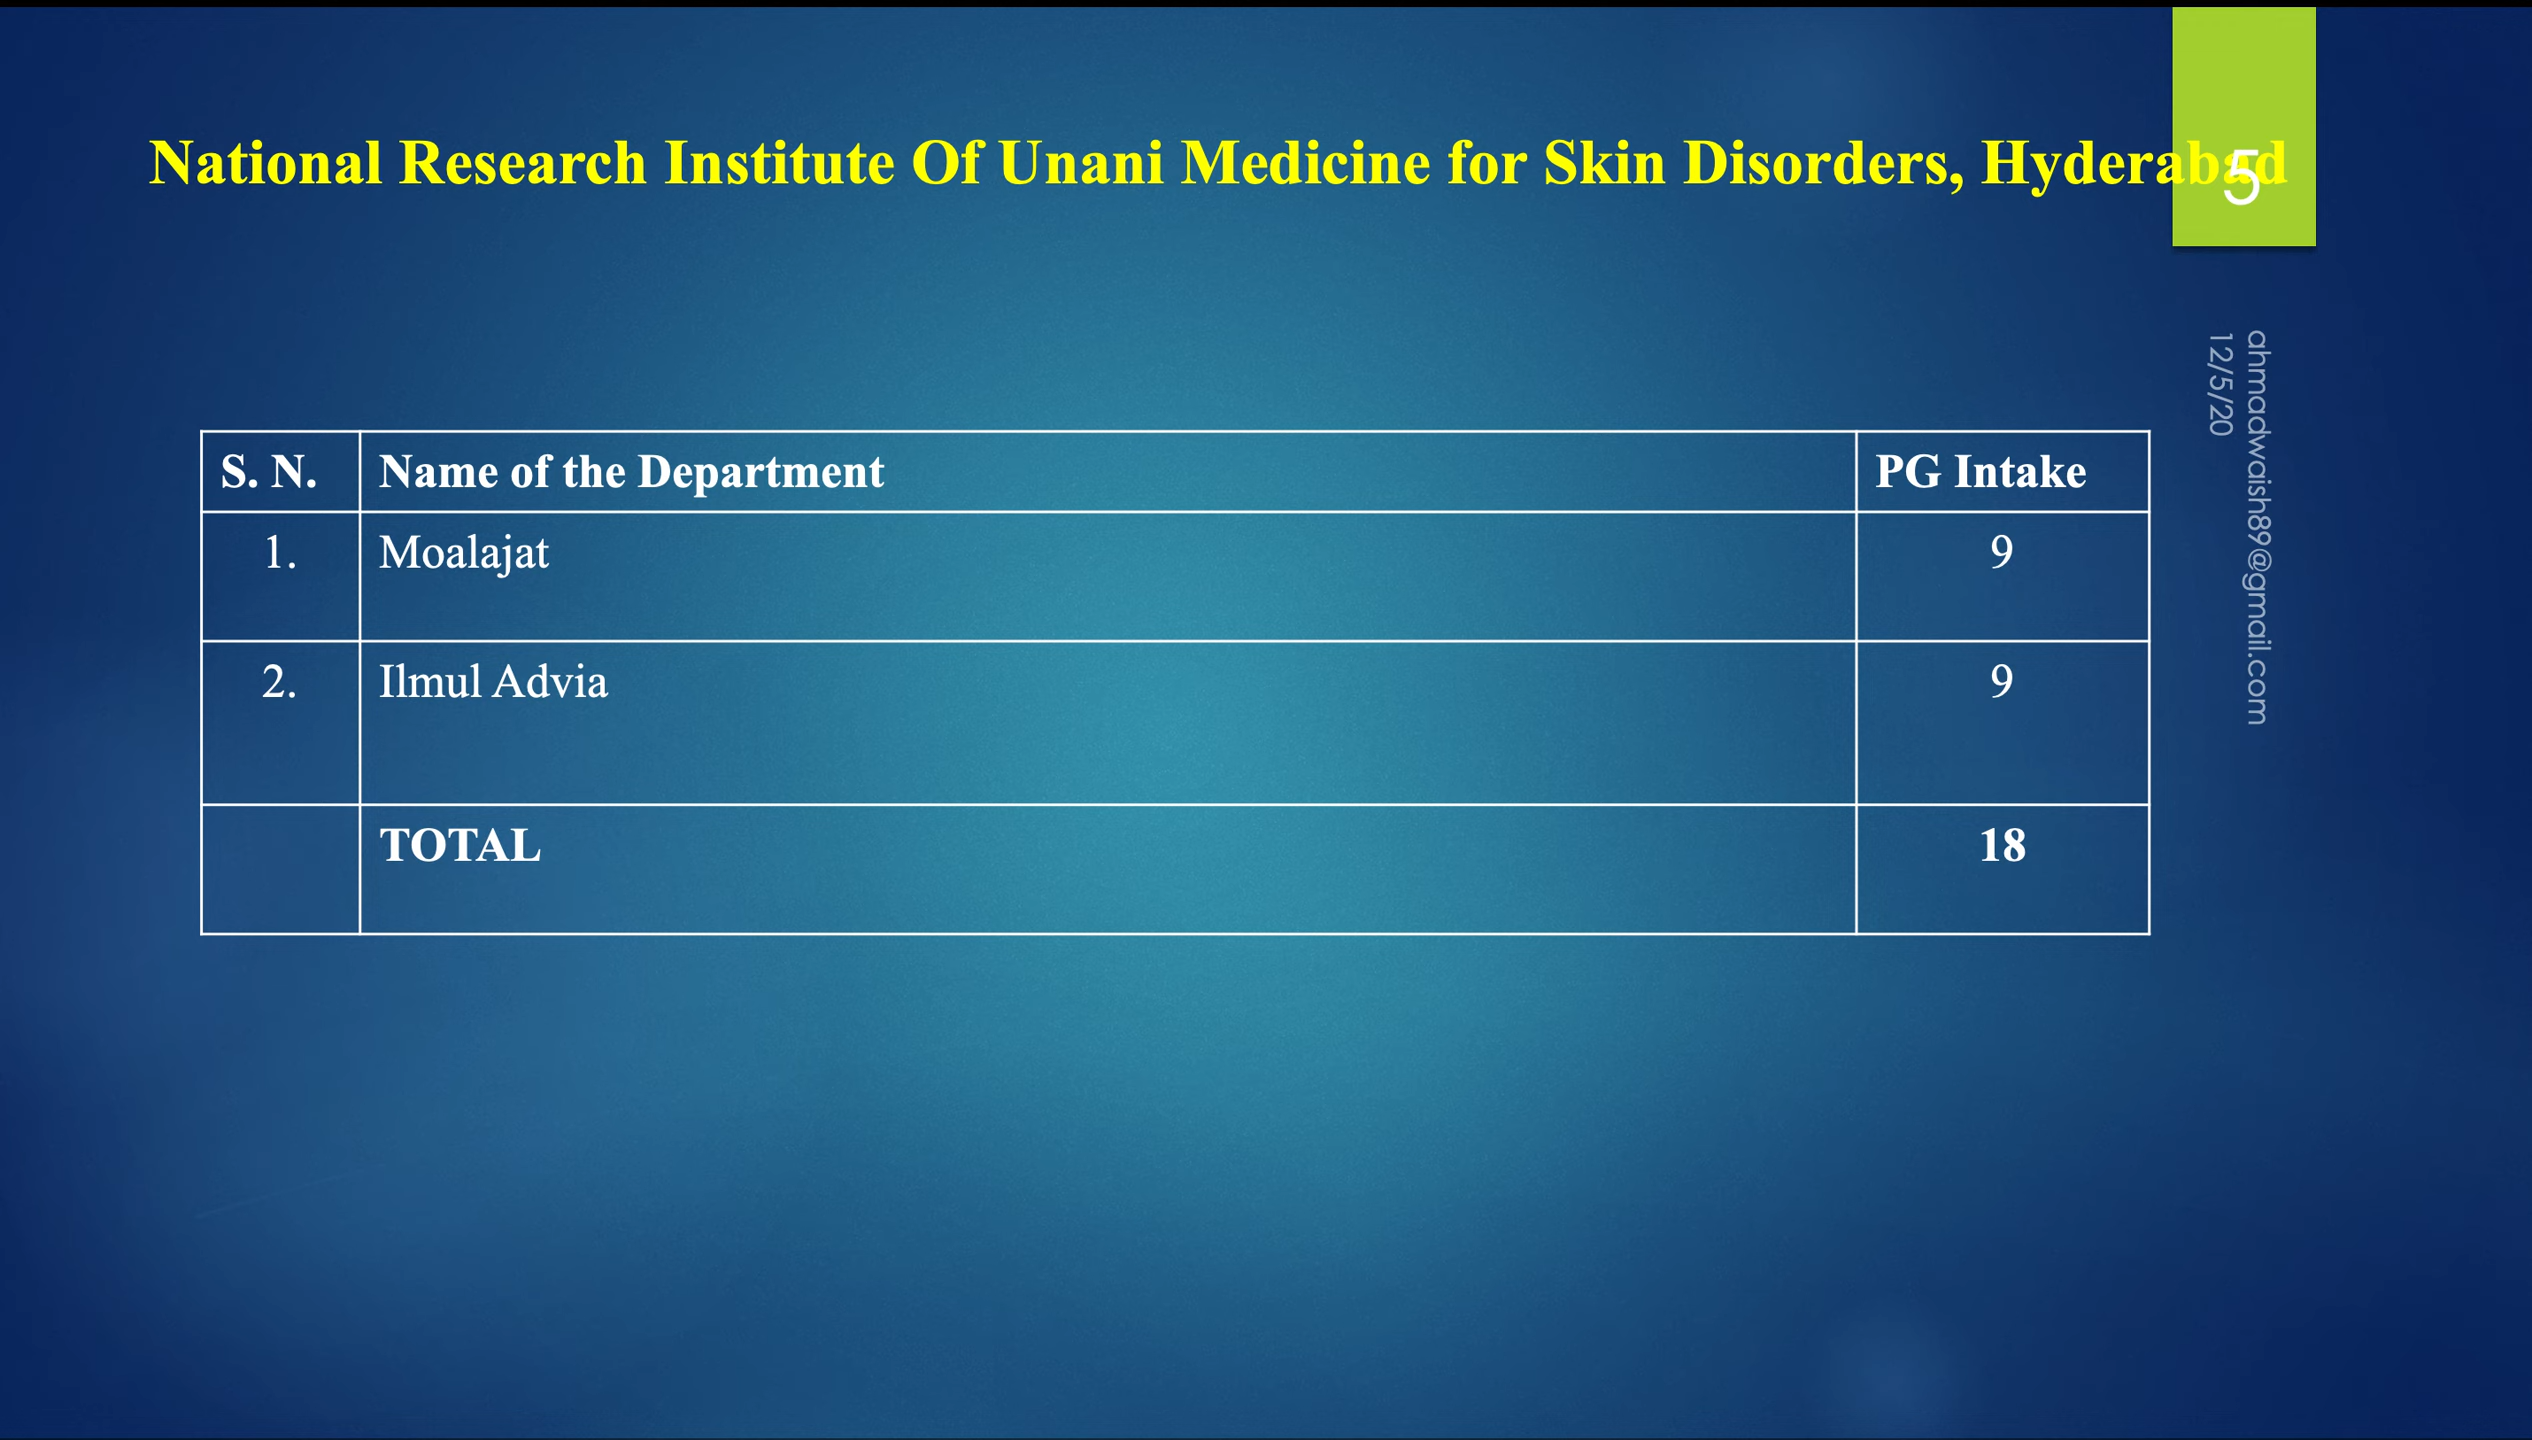 National Research Institute Of Unani Medicine for Skin Disorders, Hyderabad
5
ahmadwaish89@gmail.com
12/5/20
S. N. Name of the Department PG Intake
1. Moalajat 9
2. Ilmul Advia 9
TOTAL 18